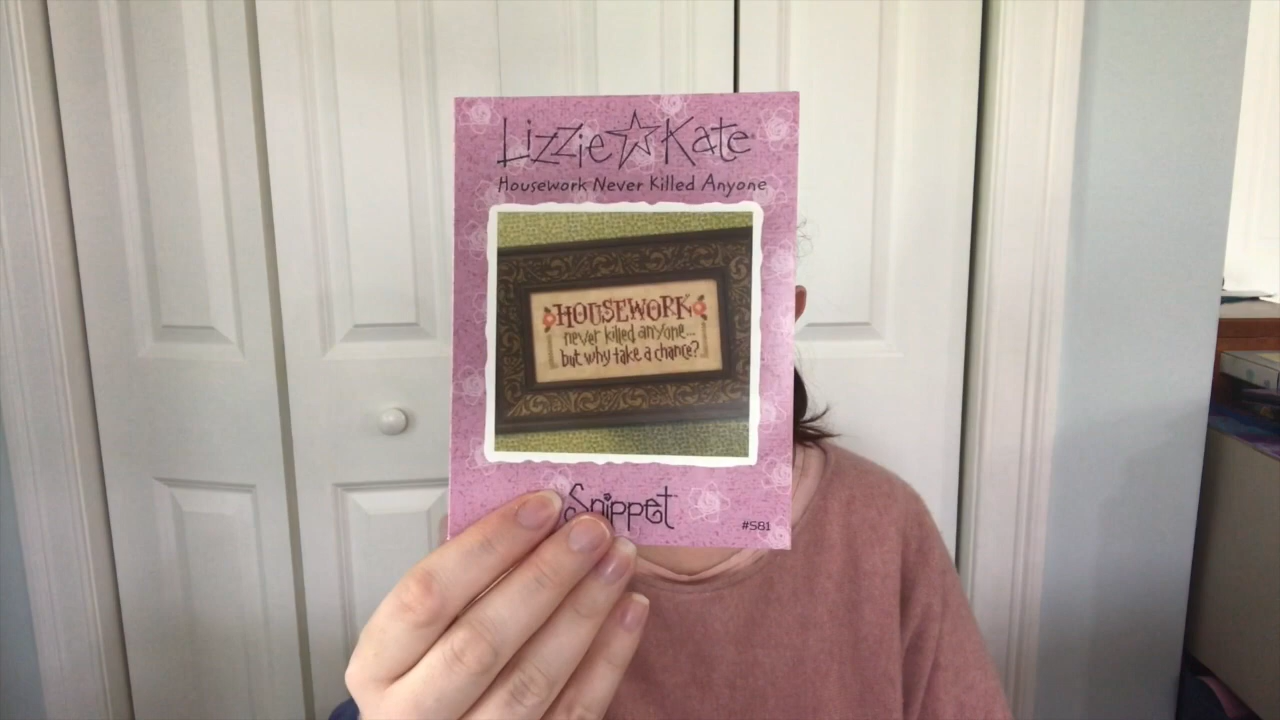 Lizzie Kate
Housework Never Killed Anyone
HOUSEWORK
never killed anyone...
but why take a chance?
Snippet
#S81